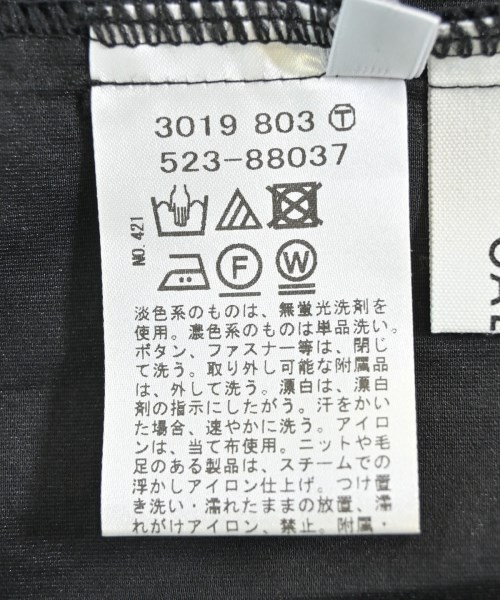 3019 803 Ⓣ
523-88037
NO.421
F W
淡色系のものは、無蛍光洗剤を
使用。濃色系のものは単品洗い。
ボタン、ファスナー等は、閉じ
て洗う。取り外し可能な附属品
は、外して洗う。漂白は、漂白
剤の指示にしたがう。汗をかい
た場合、速やかに洗う。アイロ
ンは、当て布使用。ニットや毛
足のある製品は、スチームでの
浮かしアイロン仕上げ。つけ置
き洗い・濡れたままの放置、濡
れがけアイロン、禁止。附属・